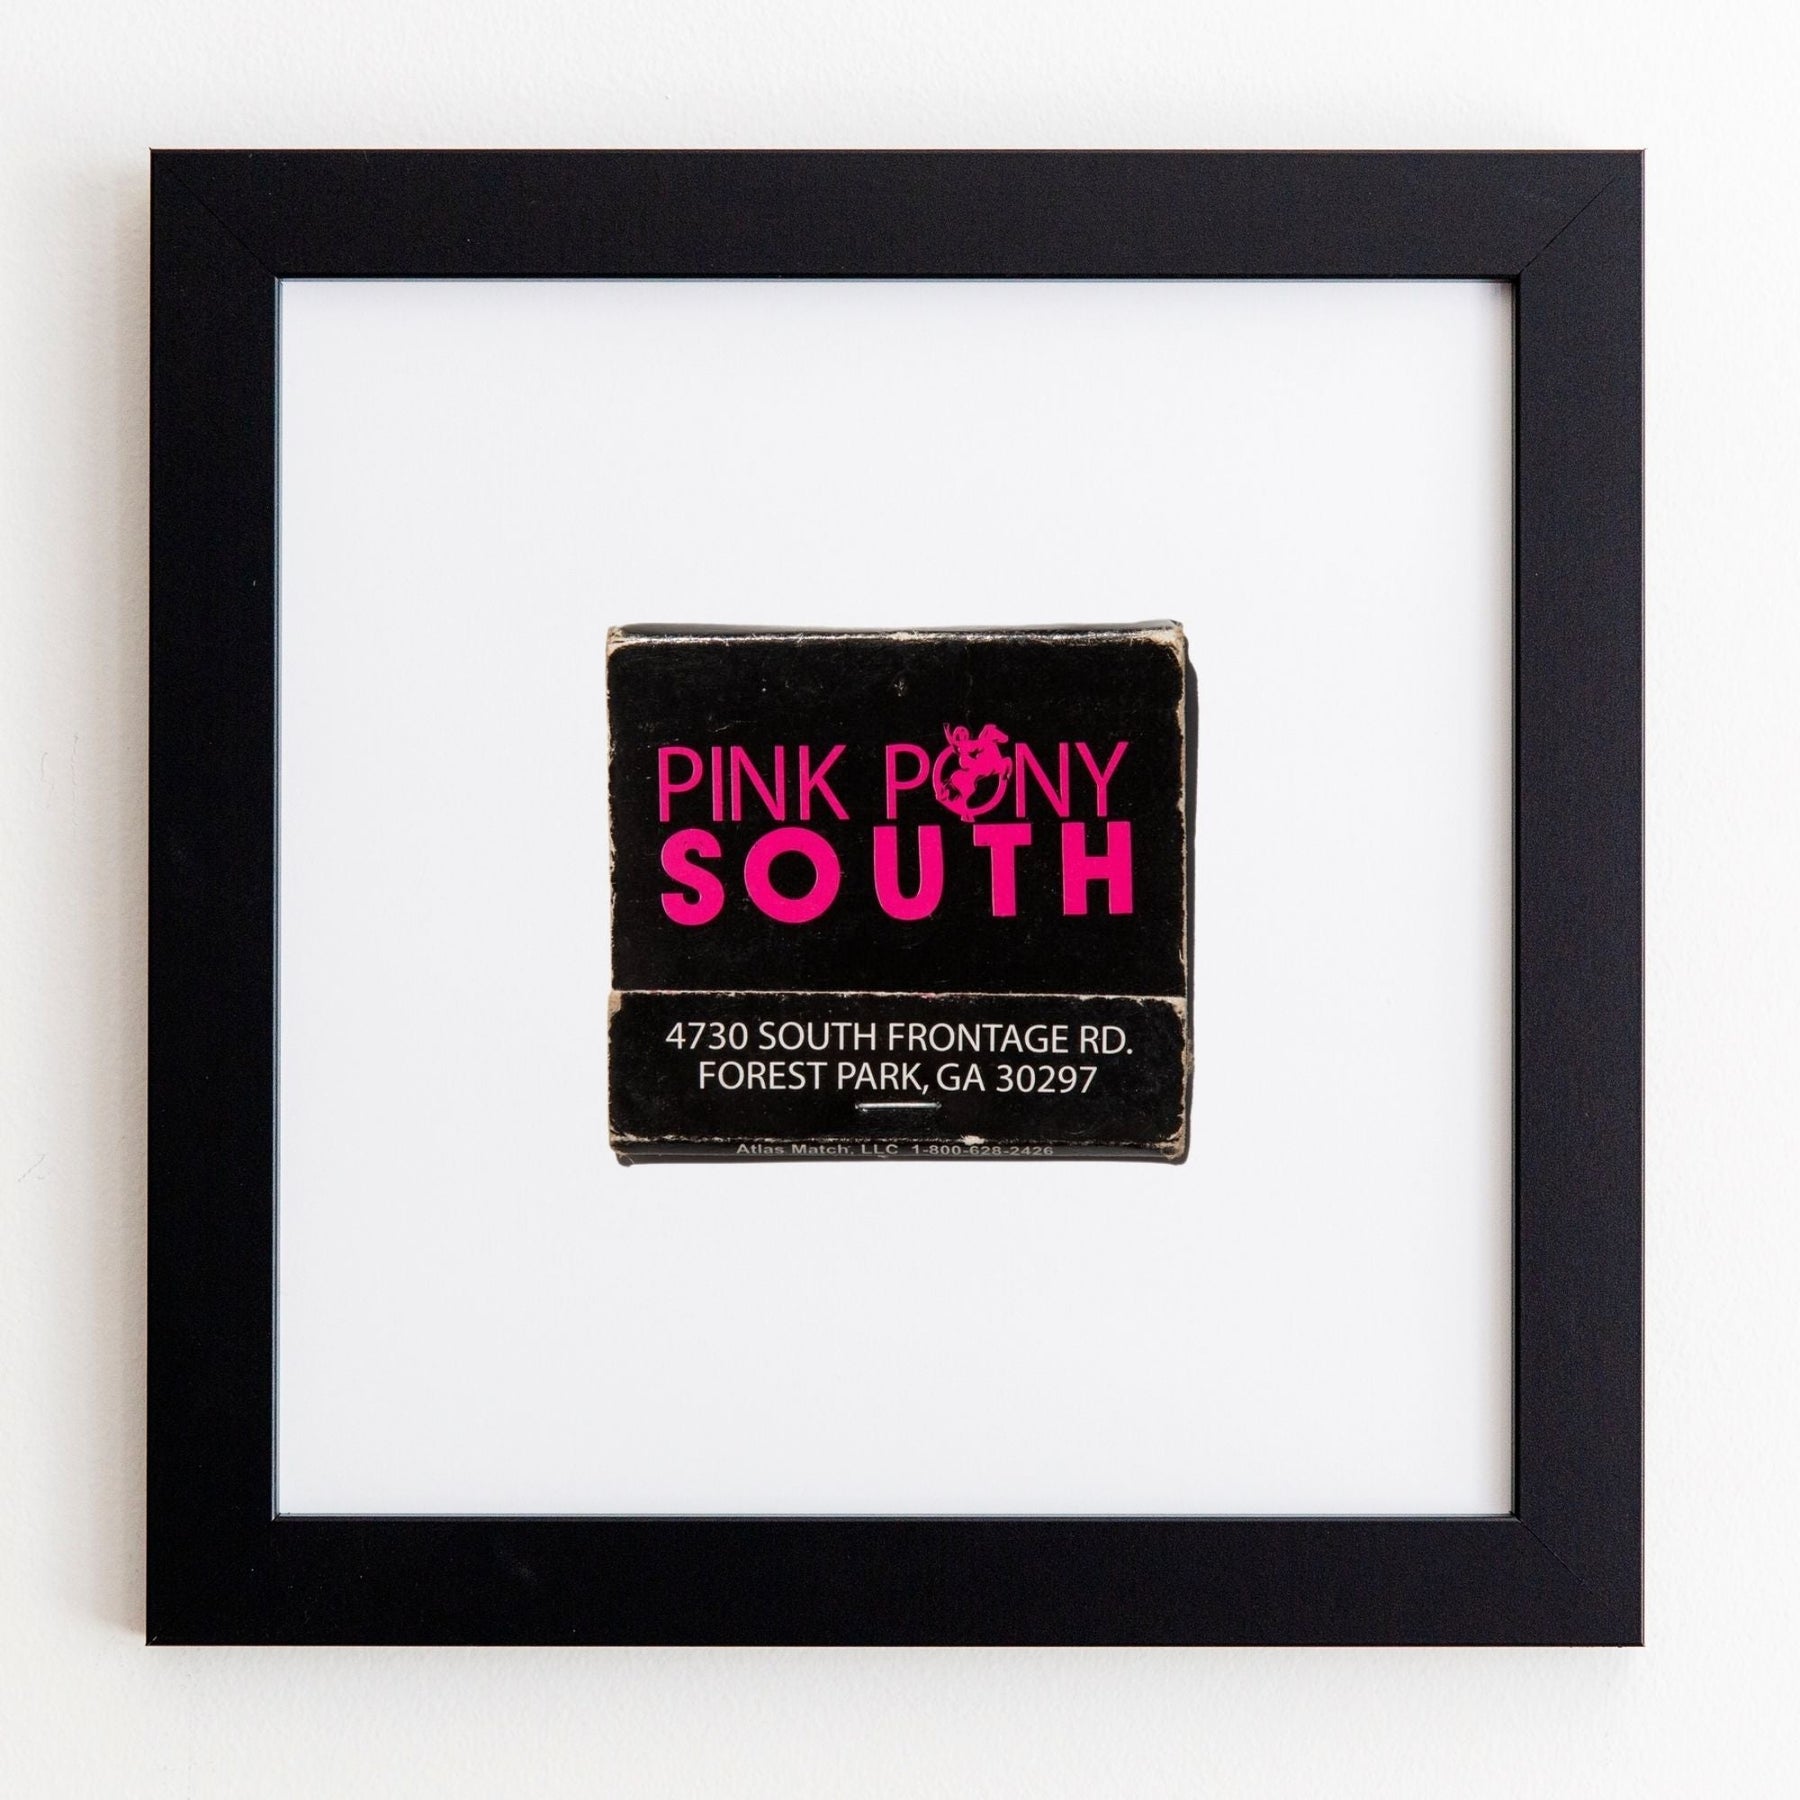 PINK PONY
SOUTH
4730 SOUTH FRONTAGE RD.
FOREST PARK, GA 30297
Atlas Match, LLC 1-800-628-2426